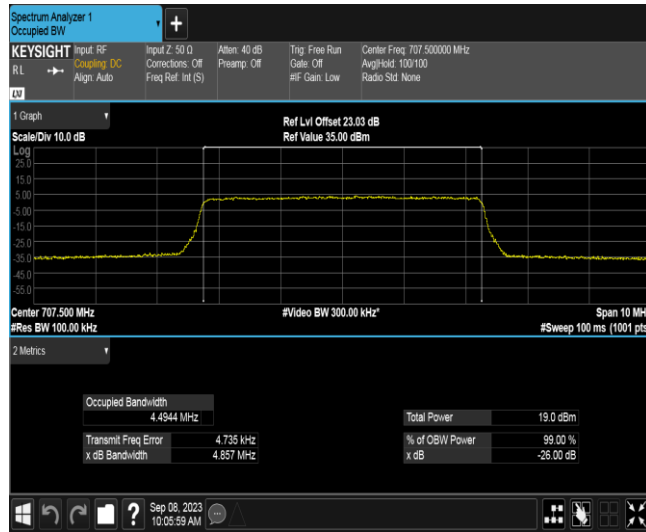 Spectrum Analyzer 1
Occupied BW
+
KEYSIGHT
RL
LXI
Input: RF
Coupling: DC
Align: Auto
Input Z: 50 Ω
Corrections: Off
Freq Ref: Int (S)
Atten: 40 dB
Preamp: Off
Trig: Free Run
Gate: Off
#IF Gain: Low
Center Freq: 707.500000 MHz
Avg|Hold: 100/100
Radio Std: None
1 Graph
Scale/Div 10.0 dB
Ref Lvl Offset 23.03 dB
Ref Value 35.00 dBm
Log
25.0
15.0
5.00
-5.00
-15.0
-25.0
-35.0
-45.0
-55.0
Center 707.500 MHz
#Res BW 100.00 kHz
#Video BW 300.00 kHz*
Span 10 MH
#Sweep 100 ms (1001 pts
2 Metrics
Occupied Bandwidth
4.4944 MHz
Transmit Freq Error 4.735 kHz
x dB Bandwidth 4.857 MHz
Total Power 19.0 dBm
% of OBW Power 99.00 %
x dB -26.00 dB
?
Sep 08, 2023
10:05:59 AM